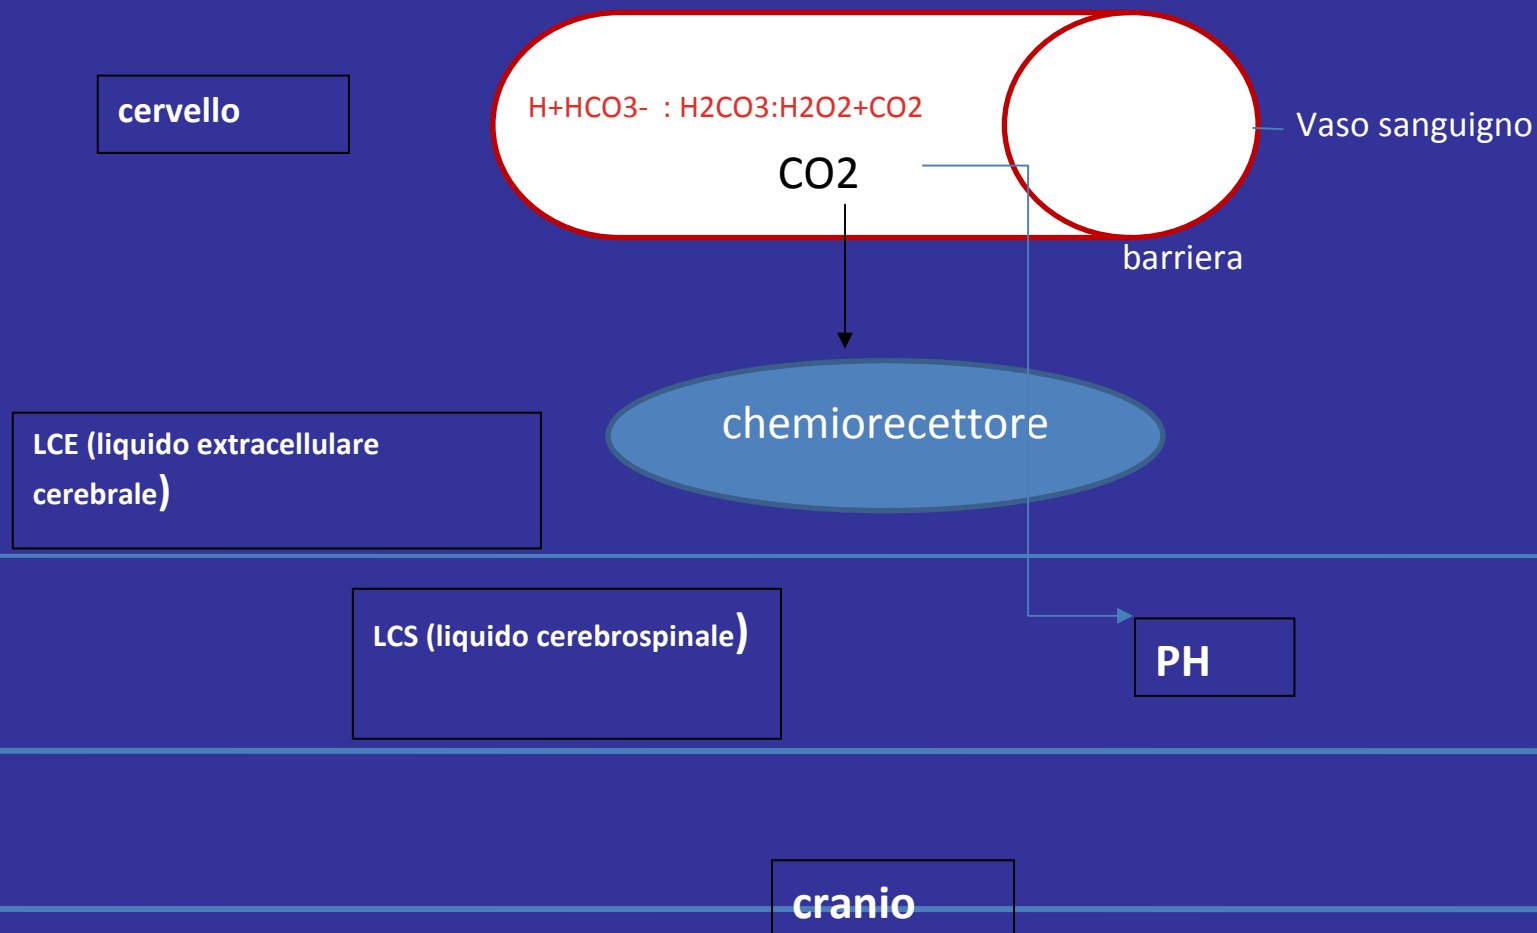 cervello
H+HCO3-  : H2CO3:H2O2+CO2
CO2
Vaso sanguigno
barriera
chemiorecettore
LCE (liquido extracellulare
cerebrale)
LCS (liquido cerebrospinale)
PH
cranio